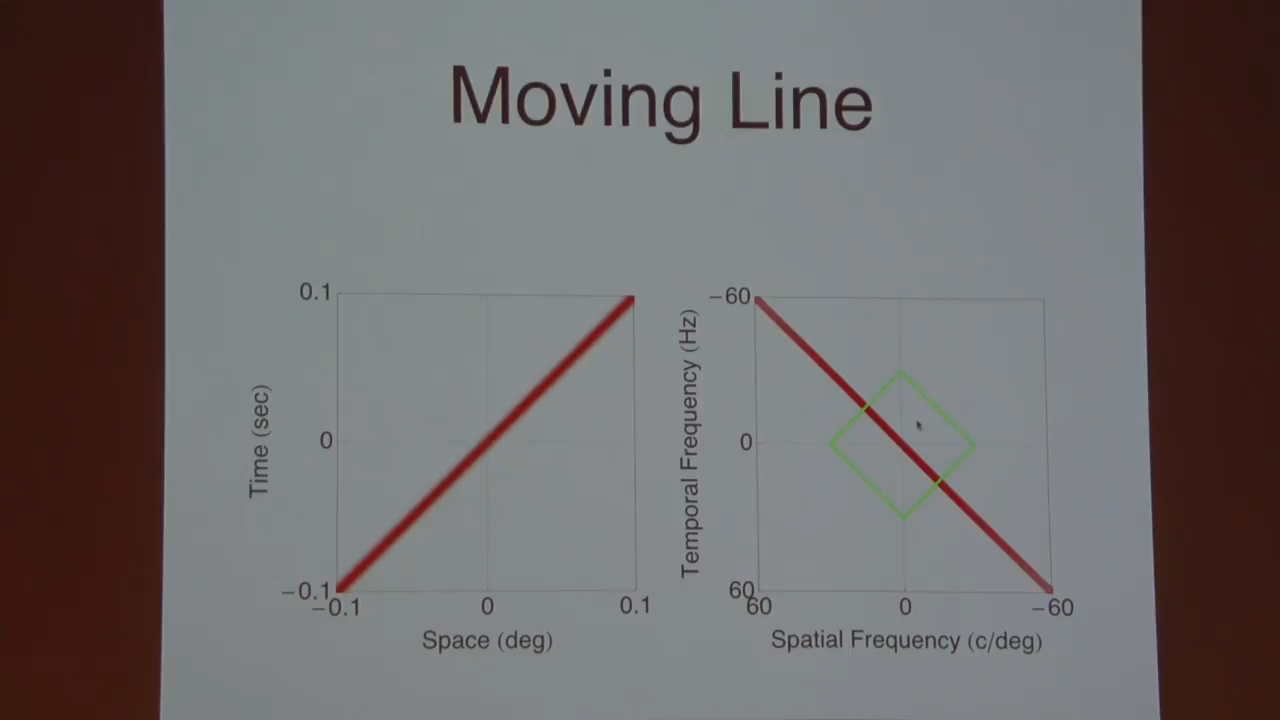 Moving Line
0.1
0
-0.1
-0.1
0
0.1
Time (sec)
Space (deg)
-60
0
60
60
0
-60
Temporal Frequency (Hz)
Spatial Frequency (c/deg)